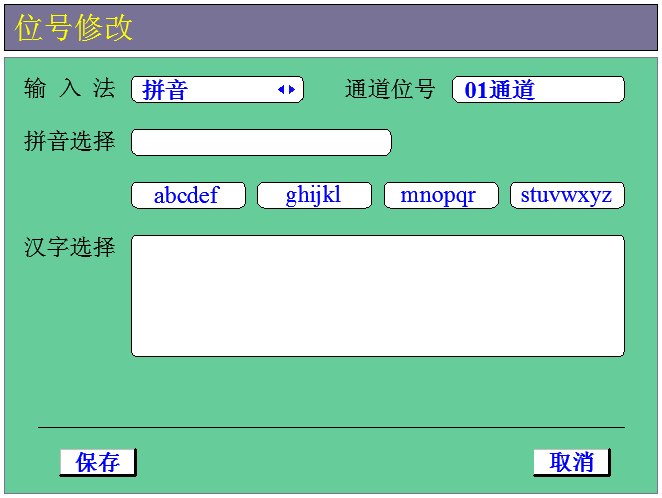 位号修改
输 入 法 拼音 通道位号 01通道
拼音选择
abcdef ghijkl mnopqr stuvwxyz
汉字选择
保存 取消